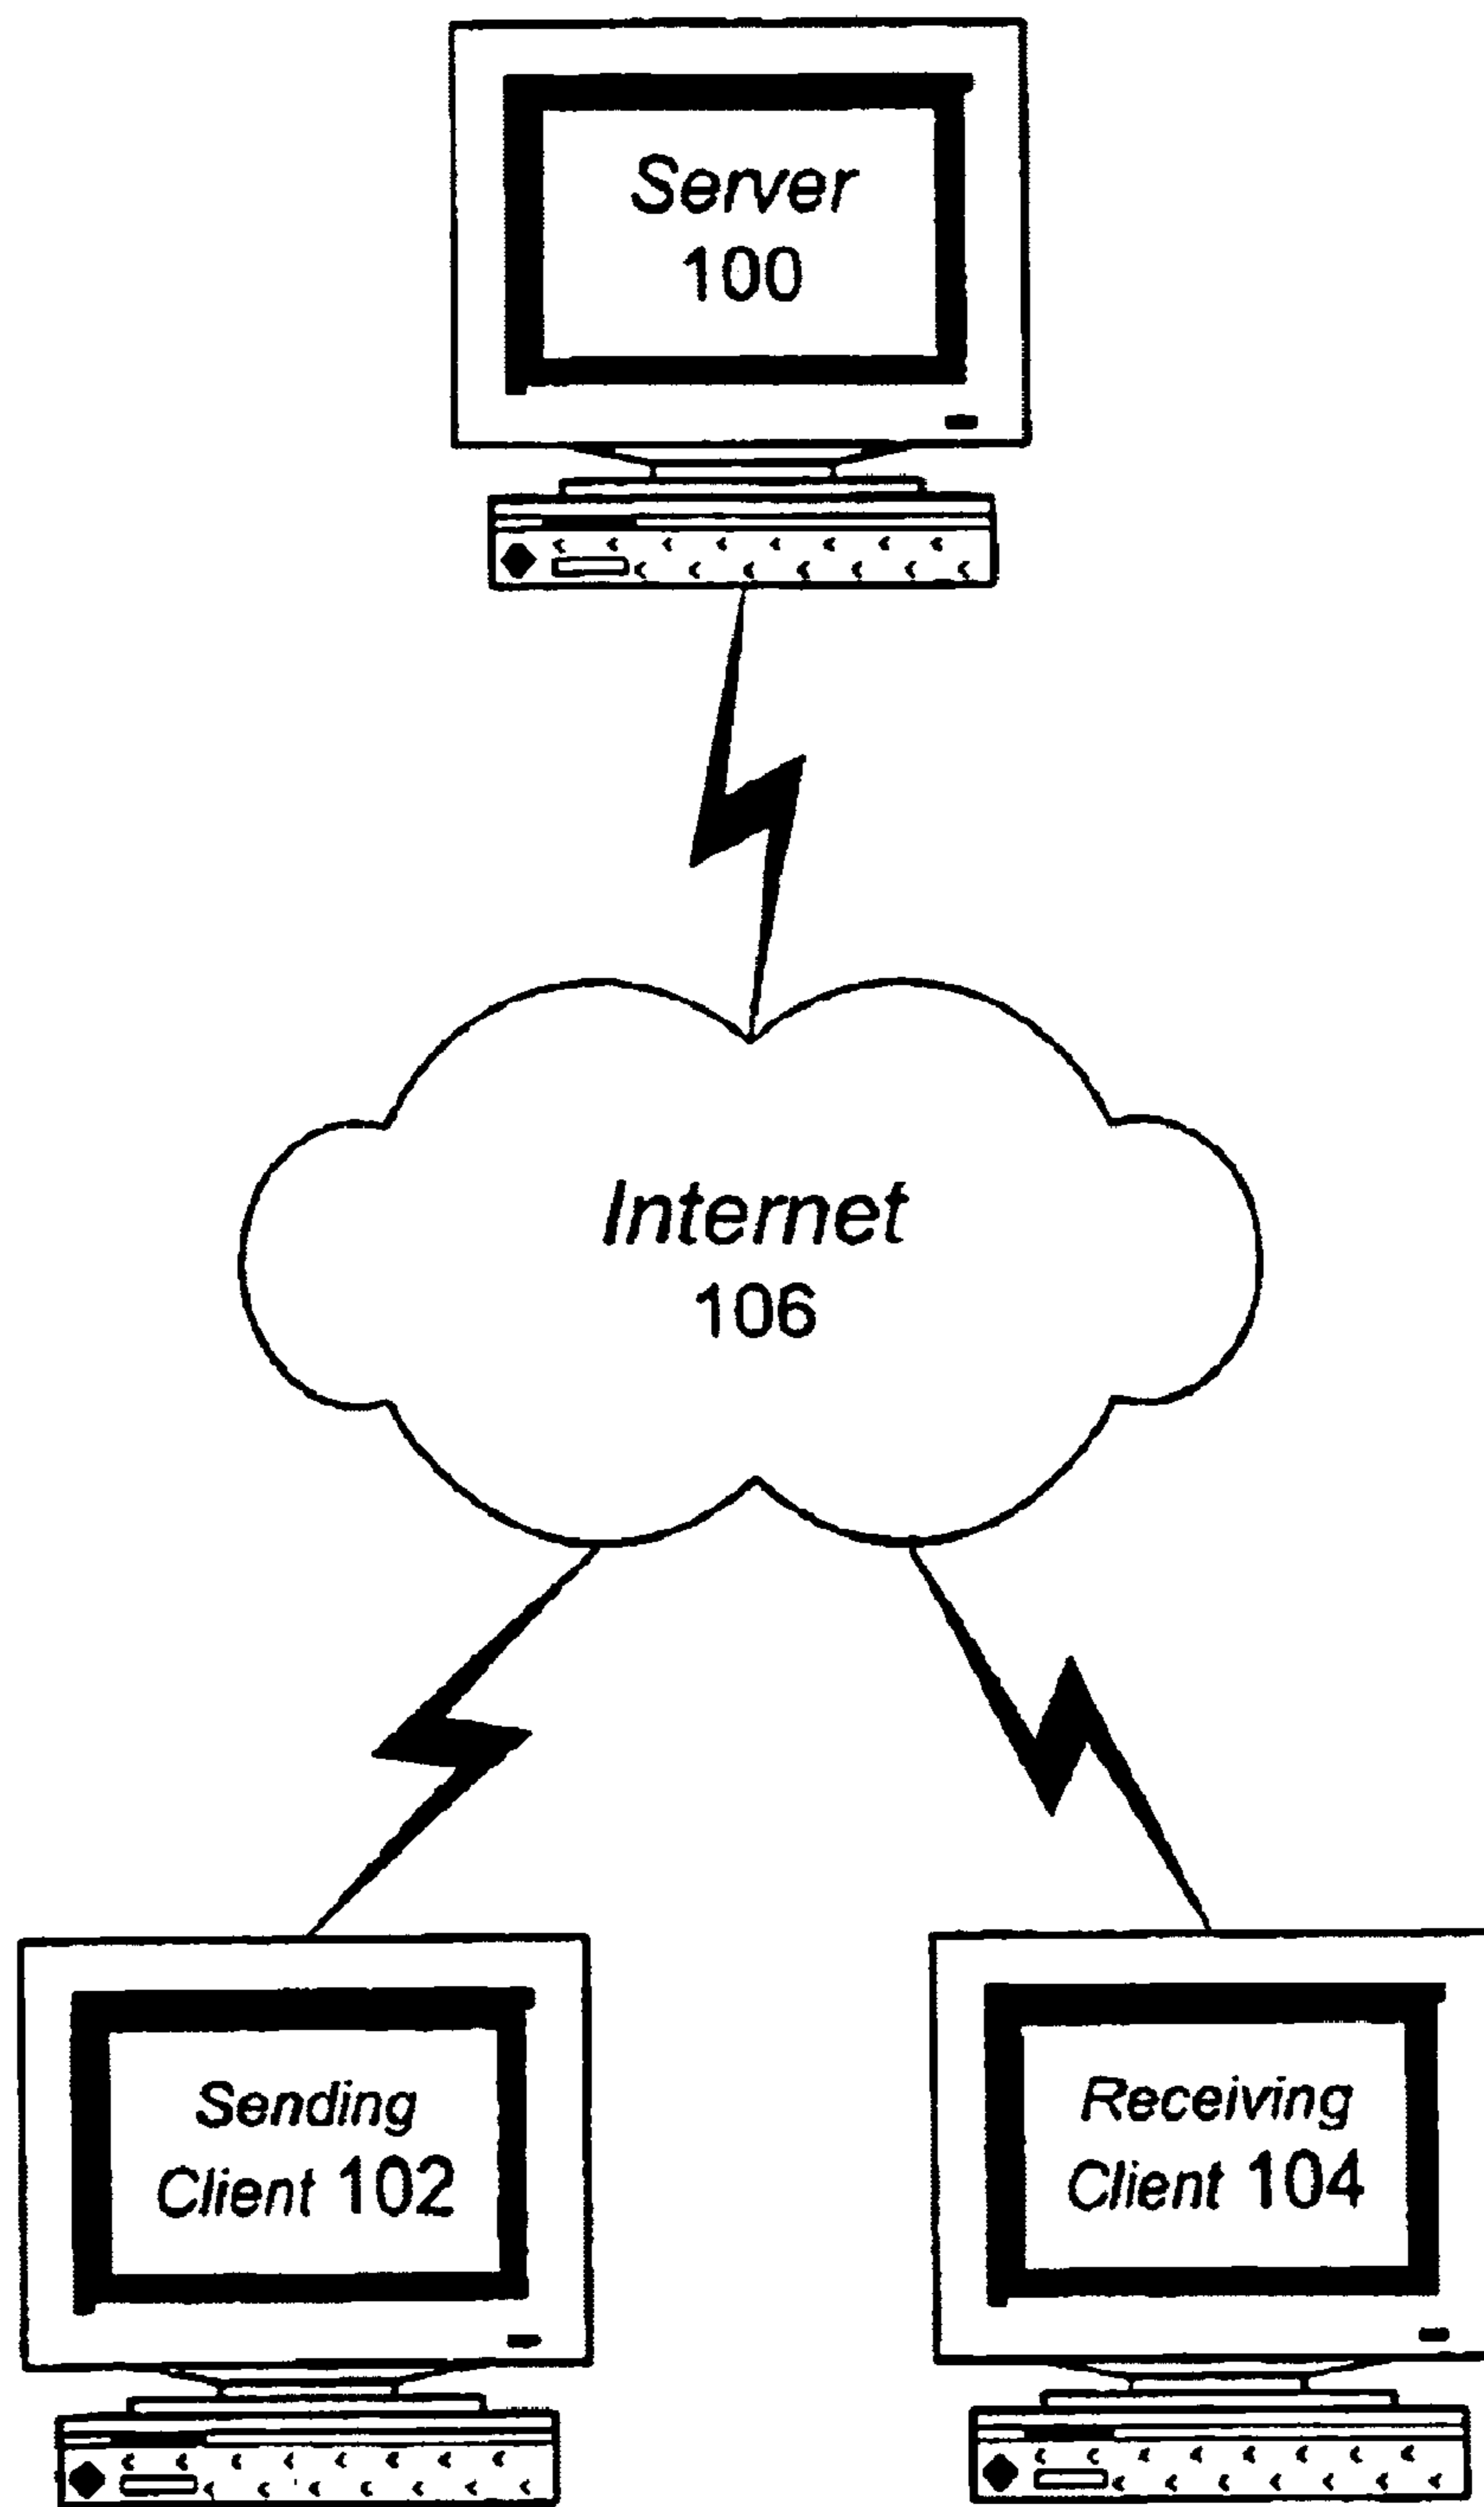 Server
100
Internet
106
Sending
Client 102
Receiving
Client 104